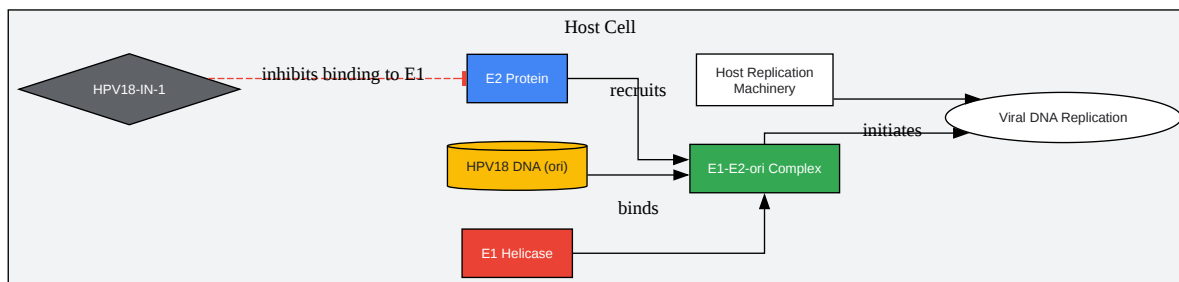 Host Cell
HPV18-IN-1
inhibits binding to E1
E2 Protein
recruits
Host Replication
Machinery
initiates
Viral DNA Replication
HPV18 DNA (ori)
binds
E1-E2-ori Complex
E1 Helicase